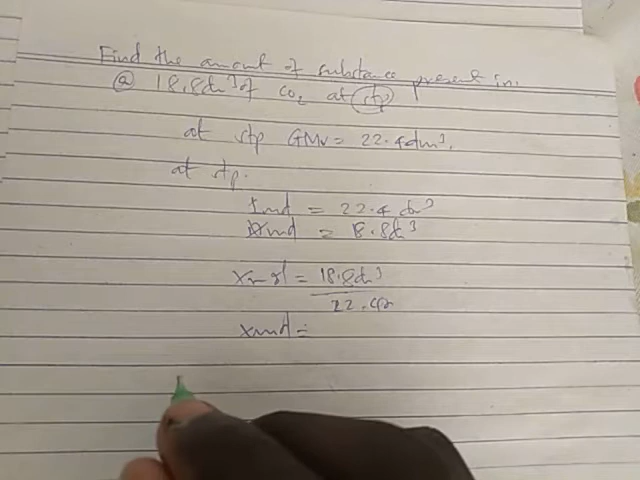 Find the amount of substance present in.
(a) 18.8dm³ of CO₂ at stp
at stp GMV = 22.4dm³.
at stp.
1mol = 22.4 dm³
xmol = 18.8dm³
xmol = 18.8dm³
22.4dm
xmol =